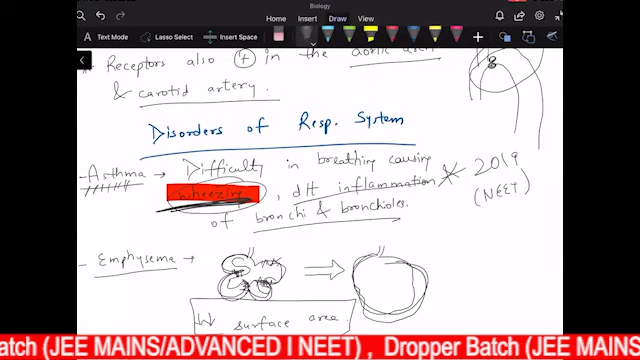 Biology
Home Insert Draw View
Text Mode Lasso Select Insert Space
Receptors also + in the aortic arch
& carotid artery.
Disorders of Resp. System
Asthma → Difficulty in breathing causing
wheezing, dt inflammation
of bronchi & bronchioles.
2019
(NEET)
Emphysema →
↓ surface area
atch (JEE MAINS/ADVANCED I NEET) , Dropper Batch (JEE MAINS